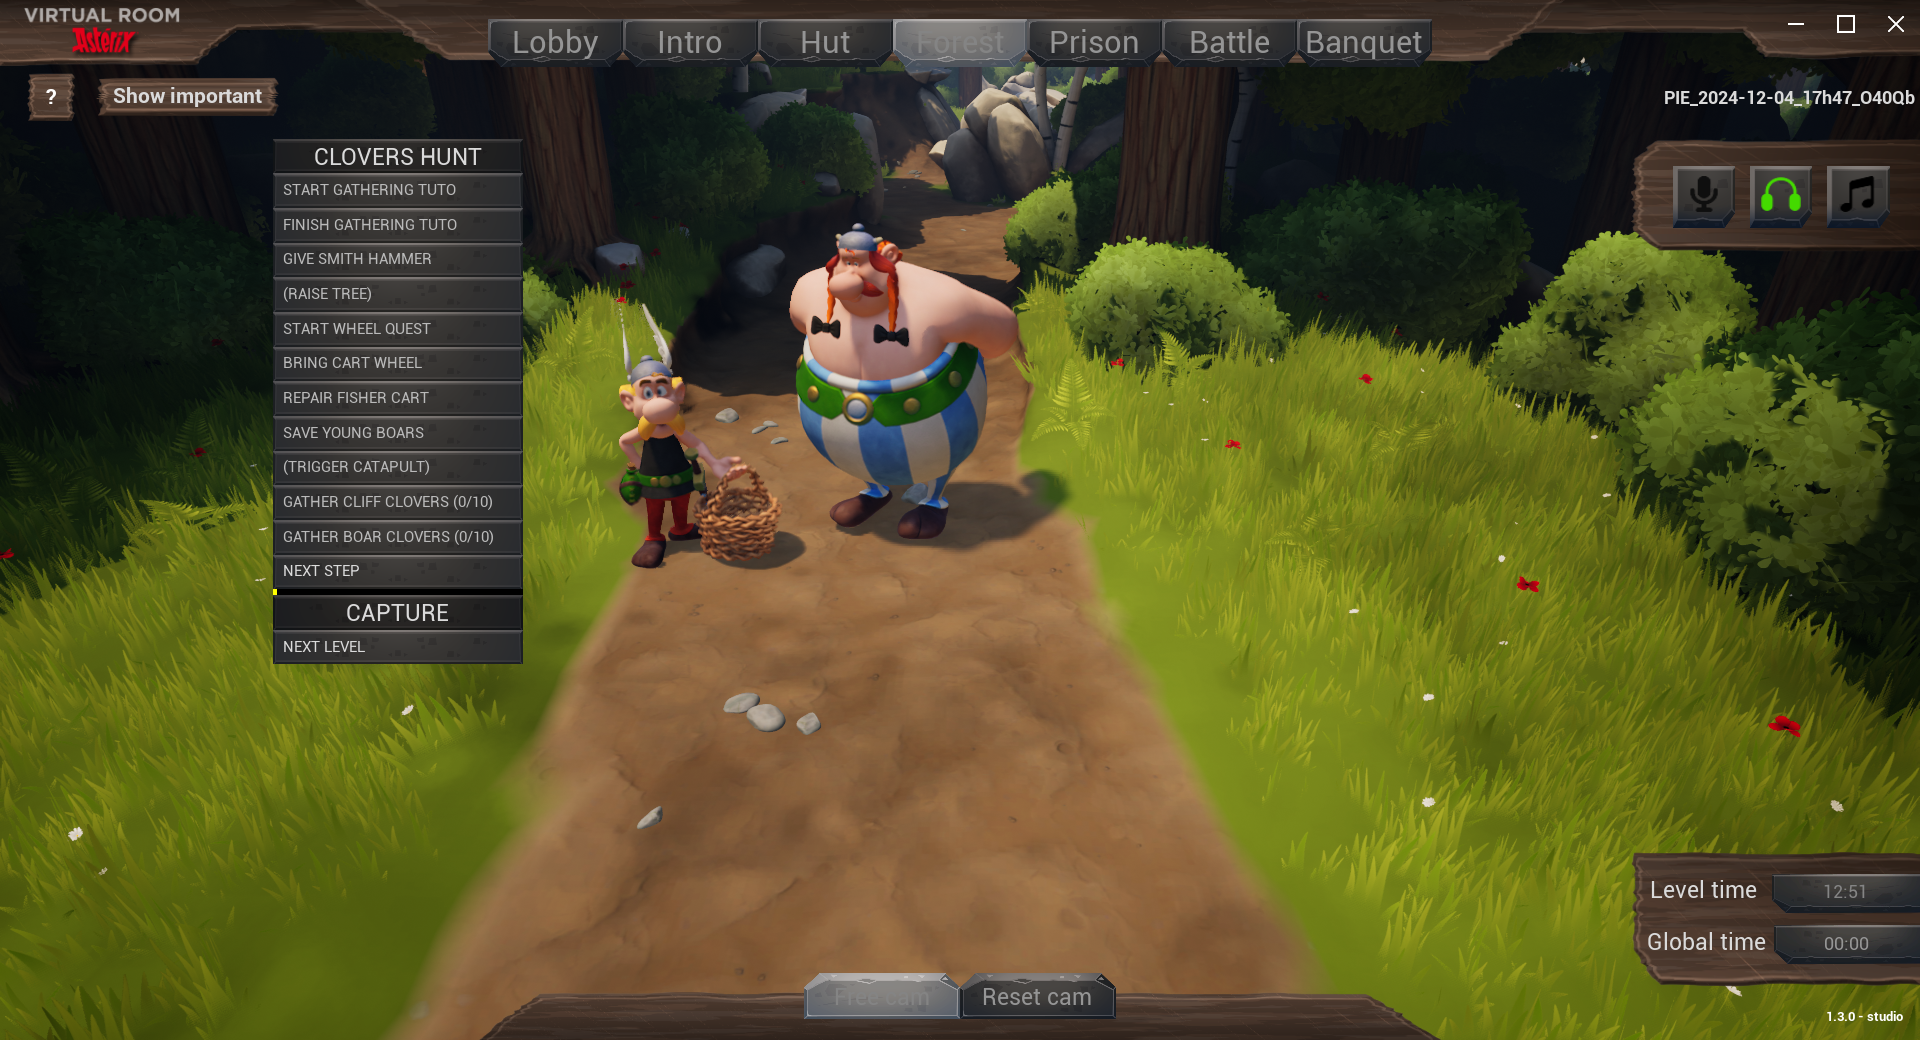 VIRTUAL ROOM
Astérix
Lobby
Intro
Hut
Forest
Prison
Battle
Banquet
?
Show important
PIE_2024-12-04_17h47_O40Qb
CLOVERS HUNT
START GATHERING TUTO
FINISH GATHERING TUTO
GIVE SMITH HAMMER
(RAISE TREE)
START WHEEL QUEST
BRING CART WHEEL
REPAIR FISHER CART
SAVE YOUNG BOARS
(TRIGGER CATAPULT)
GATHER CLIFF CLOVERS (0/10)
GATHER BOAR CLOVERS (0/10)
NEXT STEP
CAPTURE
NEXT LEVEL
Level time 12:51
Global time 00:00
Free cam
Reset cam
1.3.0 - studio